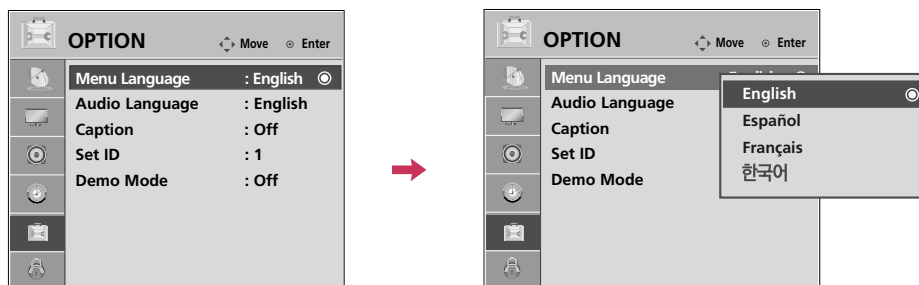 OPTION Move Enter
Menu Language : English
Audio Language : English
Caption : Off
Set ID : 1
Demo Mode : Off
OPTION Move Enter
Menu Language
Audio Language
Caption
Set ID
Demo Mode
English
Español
Français
한국어